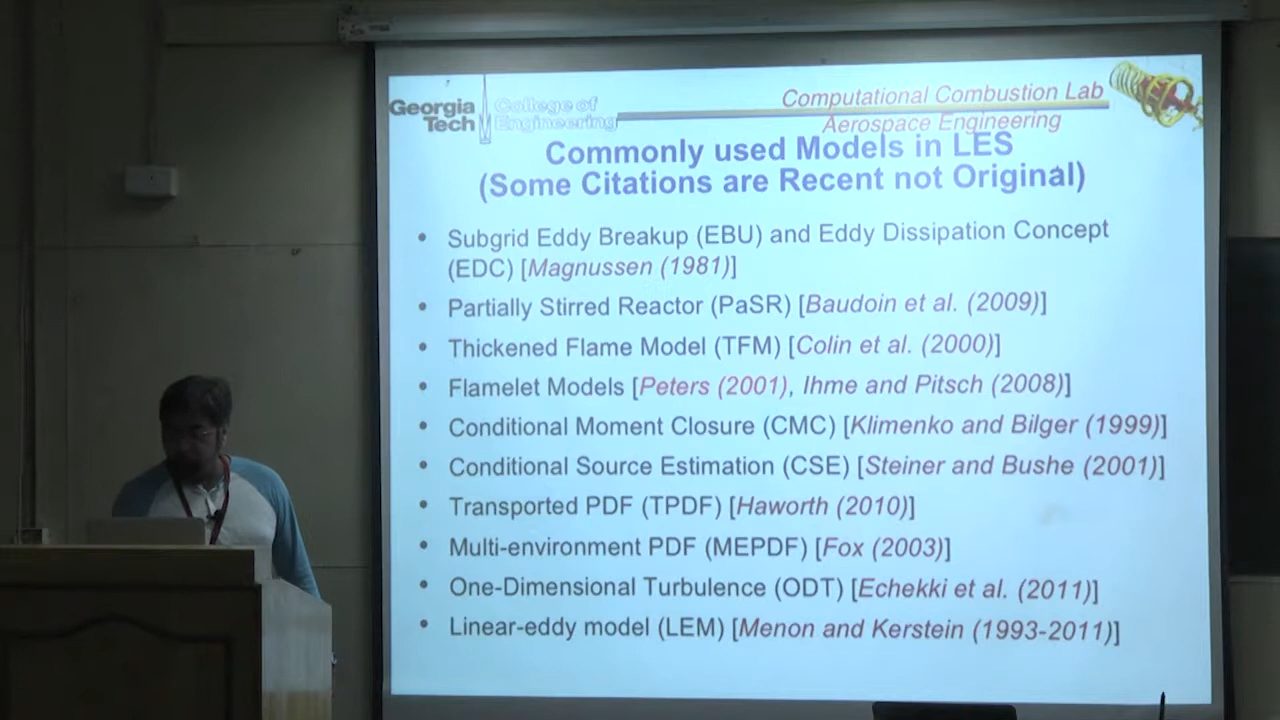 Georgia Tech
College of Engineering
Computational Combustion Lab
Aerospace Engineering
Commonly used Models in LES
(Some Citations are Recent not Original)
• Subgrid Eddy Breakup (EBU) and Eddy Dissipation Concept
(EDC) [Magnussen (1981)]
• Partially Stirred Reactor (PaSR) [Baudoin et al. (2009)]
• Thickened Flame Model (TFM) [Colin et al. (2000)]
• Flamelet Models [Peters (2001), Ihme and Pitsch (2008)]
• Conditional Moment Closure (CMC) [Klimenko and Bilger (1999)]
• Conditional Source Estimation (CSE) [Steiner and Bushe (2001)]
• Transported PDF (TPDF) [Haworth (2010)]
• Multi-environment PDF (MEPDF) [Fox (2003)]
• One-Dimensional Turbulence (ODT) [Echekki et al. (2011)]
• Linear-eddy model (LEM) [Menon and Kerstein (1993-2011)]